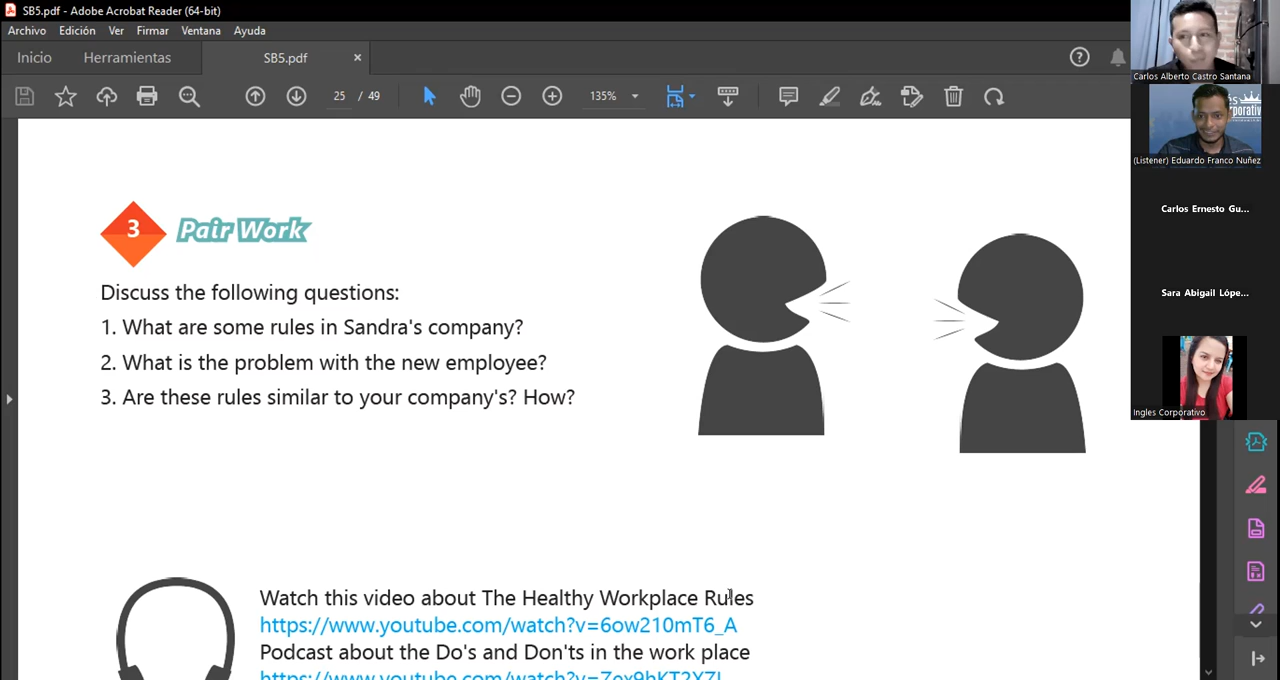 SB5.pdf - Adobe Acrobat Reader (64-bit)
Archivo Edición Ver Firmar Ventana Ayuda
Inicio Herramientas SB5.pdf
25 / 49 135%
Carlos Alberto Castro Santana
(Listener) Eduardo Franco Nuñez
Carlos Ernesto Gu...
Sara Abigail Lópe...
Ingles Corporativo
3 Pair Work
Discuss the following questions:
1. What are some rules in Sandra's company?
2. What is the problem with the new employee?
3. Are these rules similar to your company's? How?
Watch this video about The Healthy Workplace Rules
https://www.youtube.com/watch?v=6ow210mT6_A
Podcast about the Do's and Don'ts in the work place